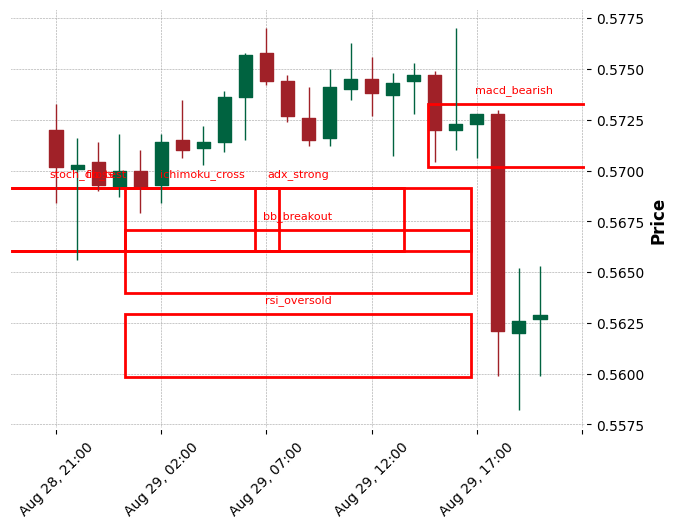 0.5775
0.5750
macd_bearish
0.5725
0.5700
ichimoku_cross
adx_strong
0.5675
bb_breakout
0.5650
rsi_oversold
0.5625
0.5600
0.5575
Price
Aug 28, 21:00
Aug 29, 02:00
Aug 29, 07:00
Aug 29, 12:00
Aug 29, 17:00